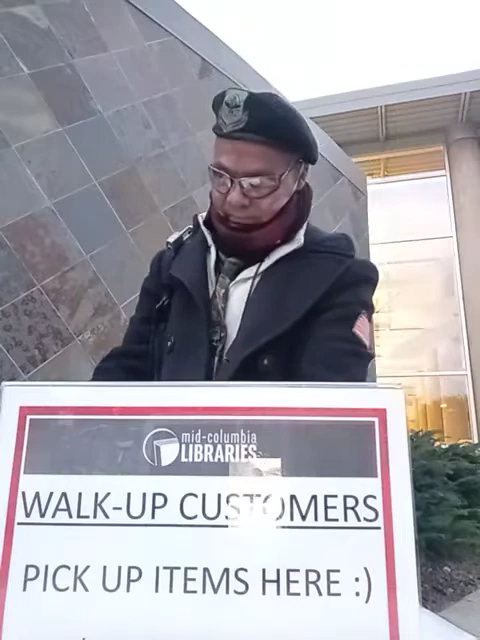 mid-columbia
LIBRARIES
WALK-UP CUSTOMERS
PICK UP ITEMS HERE :)